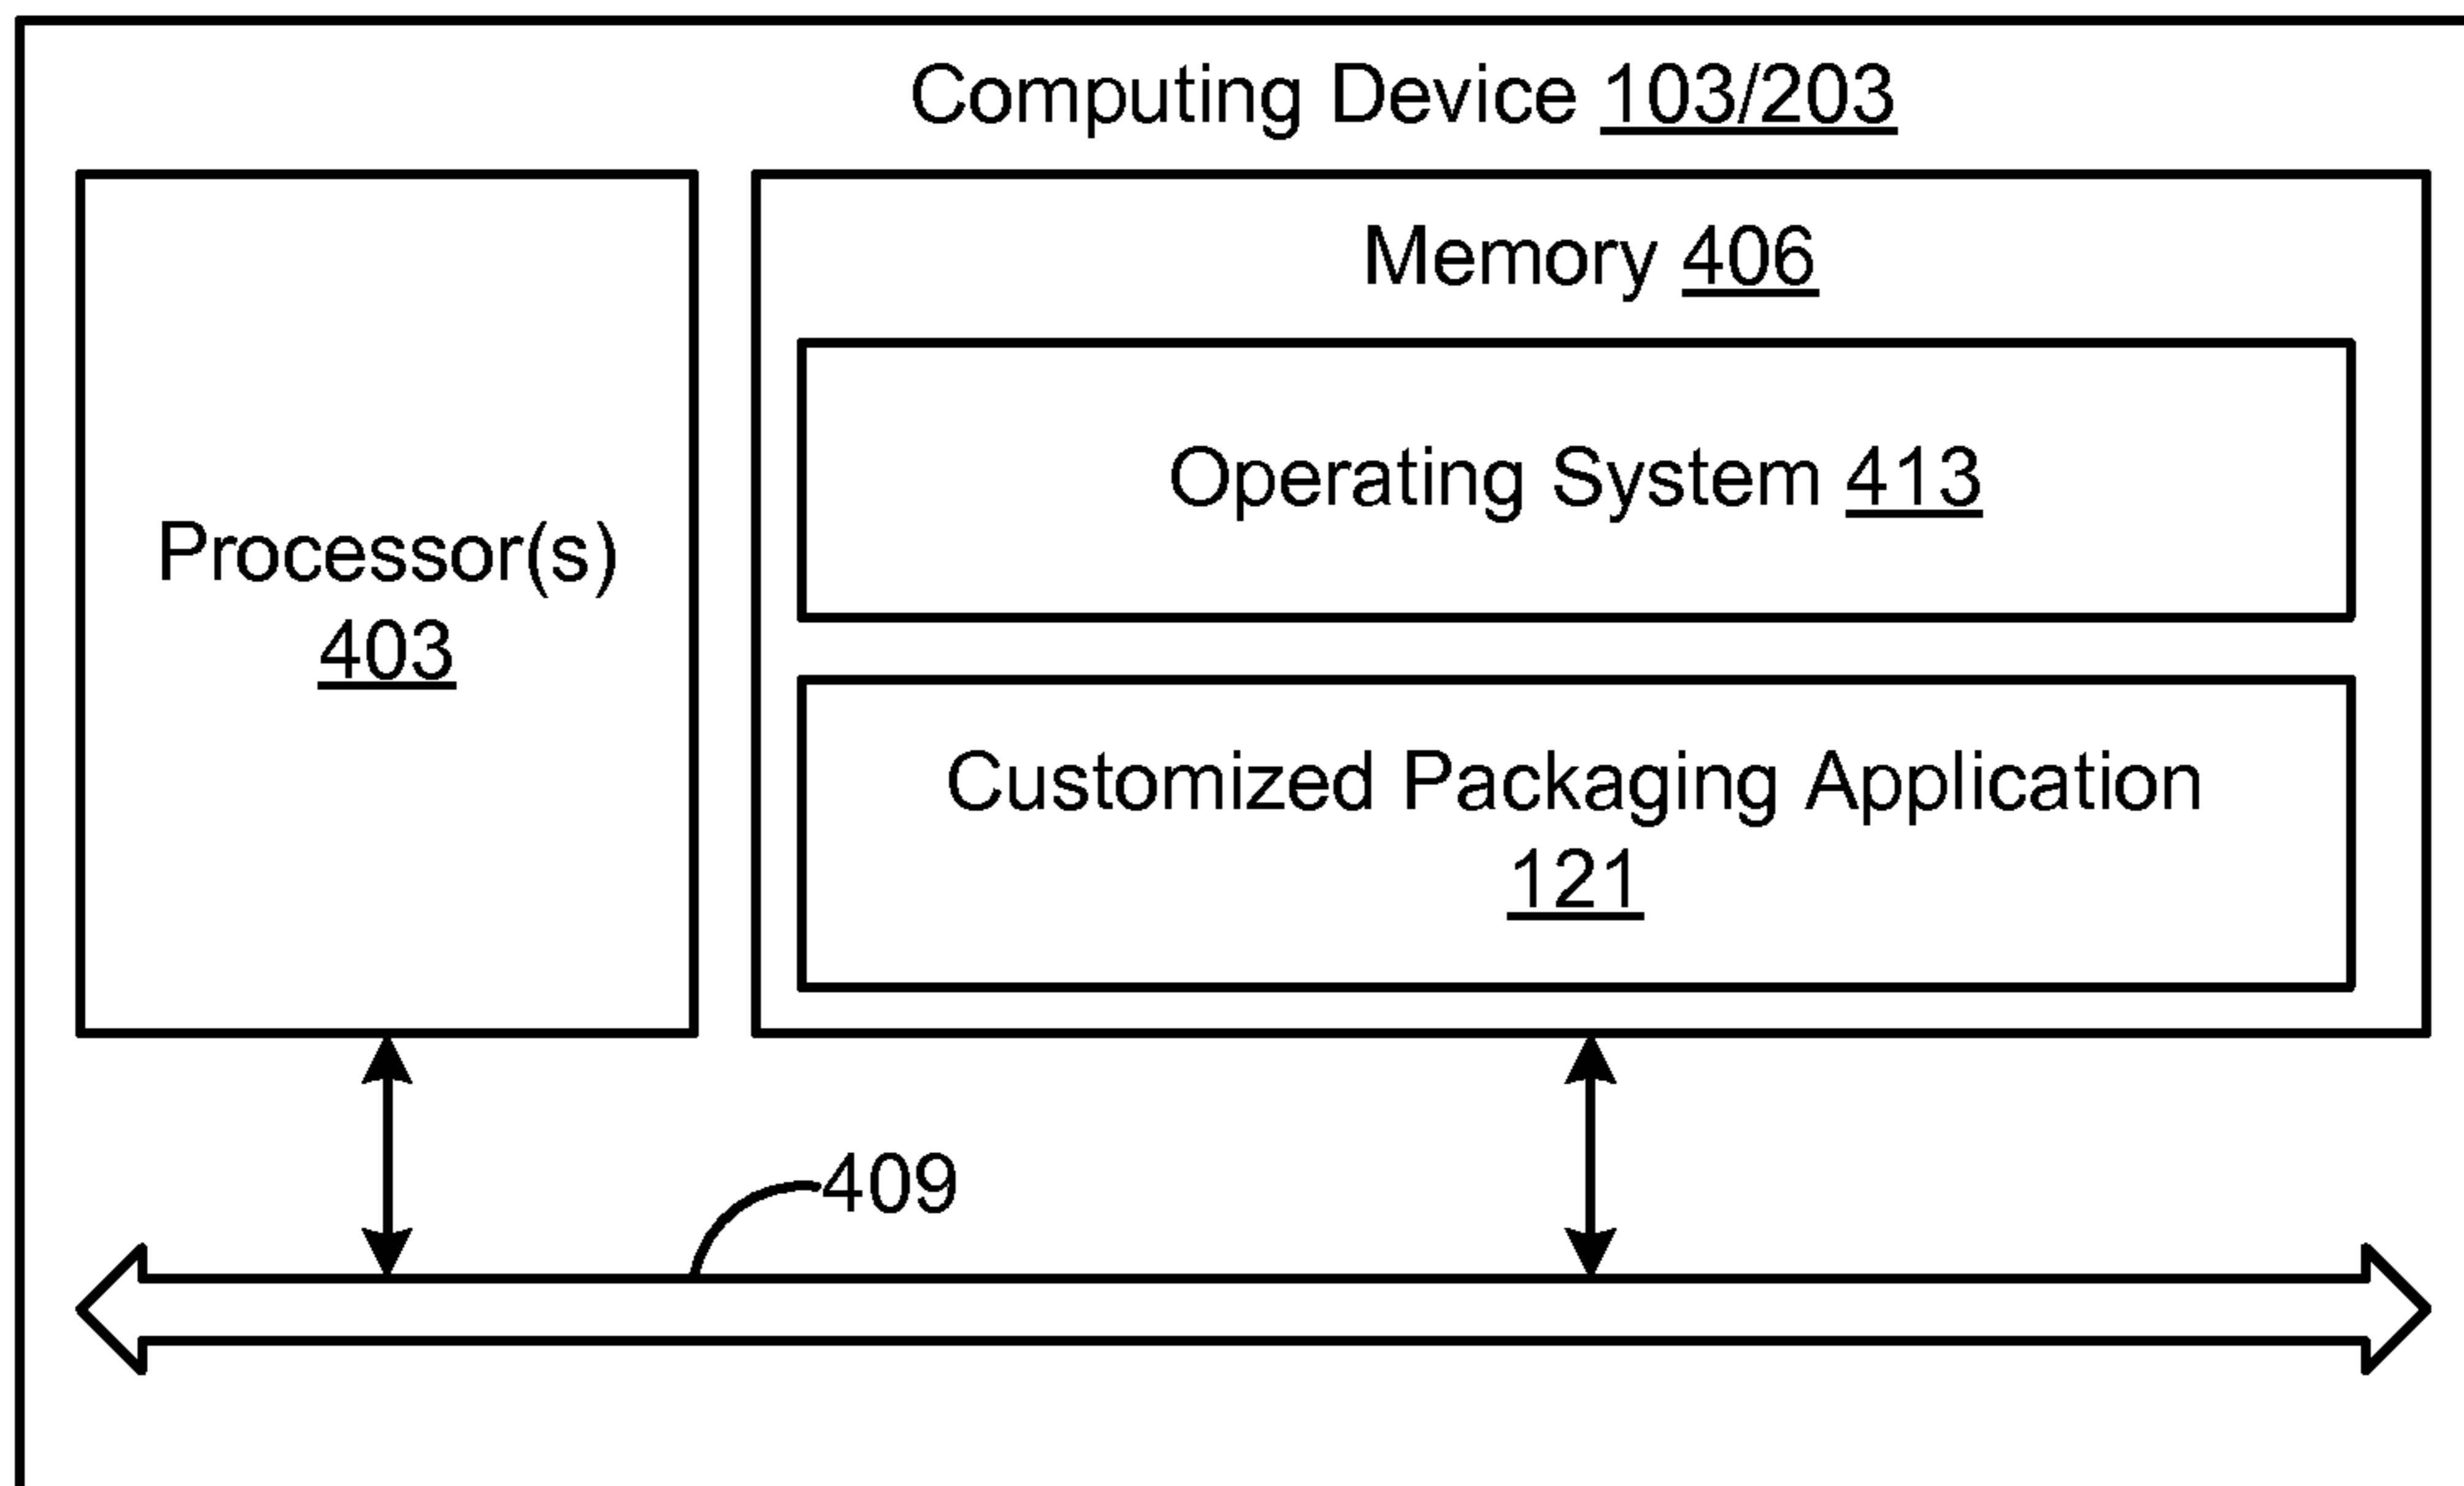 Computing Device 103/203
Memory 406
Operating System 413
Processor(s)
403
Customized Packaging Application
121
409